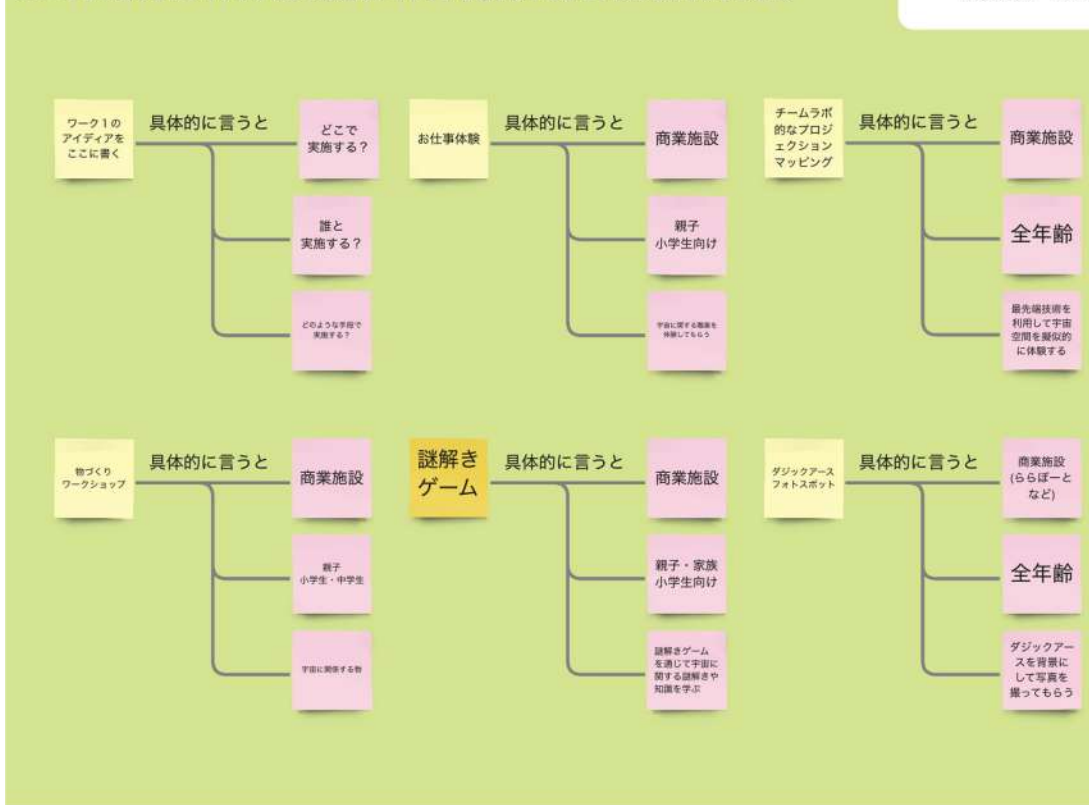 ワーク1の
アイディアを
ここに書く
具体的に言うと
どこで
実施する？
誰と
実施する？
どのような手段で
実施する？
お仕事体験
具体的に言うと
商業施設
親子
小学生向け
宇宙に関する職業を
体験してもらう
チームラボ
的なプロジ
ェクション
マッピング
具体的に言うと
商業施設
全年齢
最先端技術を
利用して宇宙
空間を擬似的
に体験する
物づくり
ワークショップ
具体的に言うと
商業施設
親子
小学生・中学生
宇宙に関係する物
謎解き
ゲーム
具体的に言うと
商業施設
親子・家族
小学生向け
謎解きゲーム
を通じて宇宙に
関する謎解きや
知識を学ぶ
ダジックアース
フォトスポット
具体的に言うと
商業施設
(ららぽーと
など)
全年齢
ダジックアー
スを背景に
して写真を
撮ってもらう